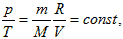 p/T = m/M R/V = const,